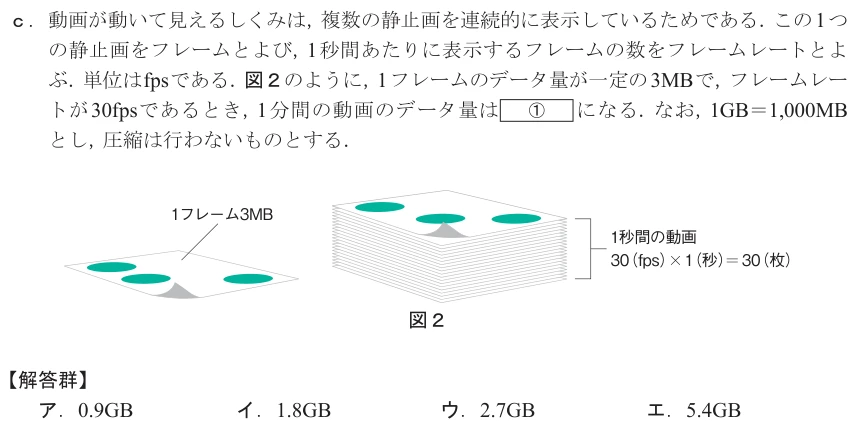 c．動画が動いて見えるしくみは，複数の静止画を連続的に表示しているためである．この1つ
の静止画をフレームとよび，1秒間あたりに表示するフレームの数をフレームレートとよ
ぶ．単位はfpsである．図2のように，1フレームのデータ量が一定の3MBで，フレームレー
トが30fpsであるとき，1分間の動画のデータ量は ① になる．なお，1GB＝1,000MB
とし，圧縮は行わないものとする．
1フレーム3MB
1秒間の動画
30（fps）×1（秒）＝30（枚）
図2
【解答群】
ア．0.9GB イ．1.8GB ウ．2.7GB エ．5.4GB